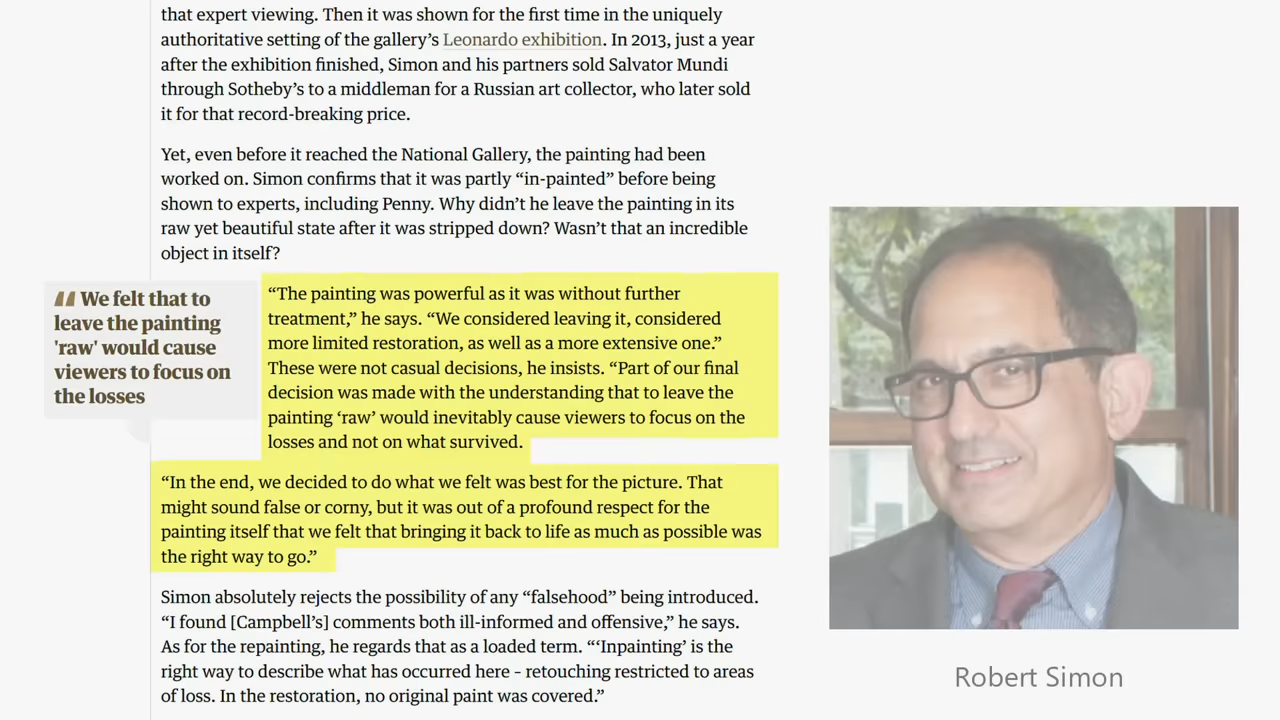 that expert viewing. Then it was shown for the first time in the uniquely
authoritative setting of the gallery’s Leonardo exhibition. In 2013, just a year
after the exhibition finished, Simon and his partners sold Salvator Mundi
through Sotheby’s to a middleman for a Russian art collector, who later sold
it for that record-breaking price.
Yet, even before it reached the National Gallery, the painting had been
worked on. Simon confirms that it was partly “in-painted” before being
shown to experts, including Penny. Why didn’t he leave the painting in its
raw yet beautiful state after it was stripped down? Wasn’t that an incredible
object in itself?
We felt that to
leave the painting
'raw' would cause
viewers to focus on
the losses
“The painting was powerful as it was without further
treatment,” he says. “We considered leaving it, considered
more limited restoration, as well as a more extensive one.”
These were not casual decisions, he insists. “Part of our final
decision was made with the understanding that to leave the
painting ‘raw’ would inevitably cause viewers to focus on the
losses and not on what survived.
“In the end, we decided to do what we felt was best for the picture. That
might sound false or corny, but it was out of a profound respect for the
painting itself that we felt that bringing it back to life as much as possible was
the right way to go.”
Simon absolutely rejects the possibility of any “falsehood” being introduced.
“I found [Campbell’s] comments both ill-informed and offensive,” he says.
As for the repainting, he regards that as a loaded term. “‘Inpainting’ is the
right way to describe what has occurred here – retouching restricted to areas
of loss. In the restoration, no original paint was covered.”
Robert Simon